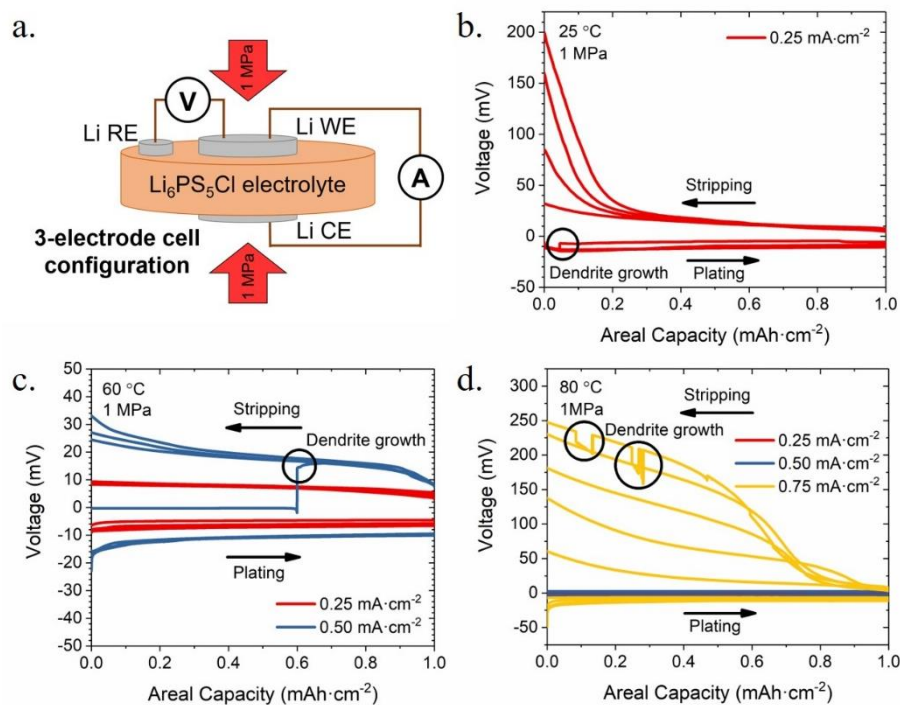 a.
1 MPa
V
Li RE
Li WE
Li₆PS₅Cl electrolyte
A
Li CE
3-electrode cell
configuration
1 MPa
b.
25 °C
1 MPa
0.25 mA·cm⁻²
200
150
100
50
0
-50
Voltage (mV)
Stripping
Dendrite growth
Plating
0.0 0.2 0.4 0.6 0.8 1.0
Areal Capacity (mAh·cm⁻²)
c.
60 °C
1 MPa
50
40
30
20
10
0
-10
-20
-30
-40
-50
Voltage (mV)
Stripping
Dendrite growth
Plating
0.25 mA·cm⁻²
0.50 mA·cm⁻²
0.0 0.2 0.4 0.6 0.8 1.0
Areal Capacity (mAh·cm⁻²)
d.
80 °C
1MPa
300
250
200
150
100
50
0
-50
Voltage (mV)
Stripping
Dendrite growth
0.25 mA·cm⁻²
0.50 mA·cm⁻²
0.75 mA·cm⁻²
Plating
0.0 0.2 0.4 0.6 0.8 1.0
Areal Capacity (mAh·cm⁻²)